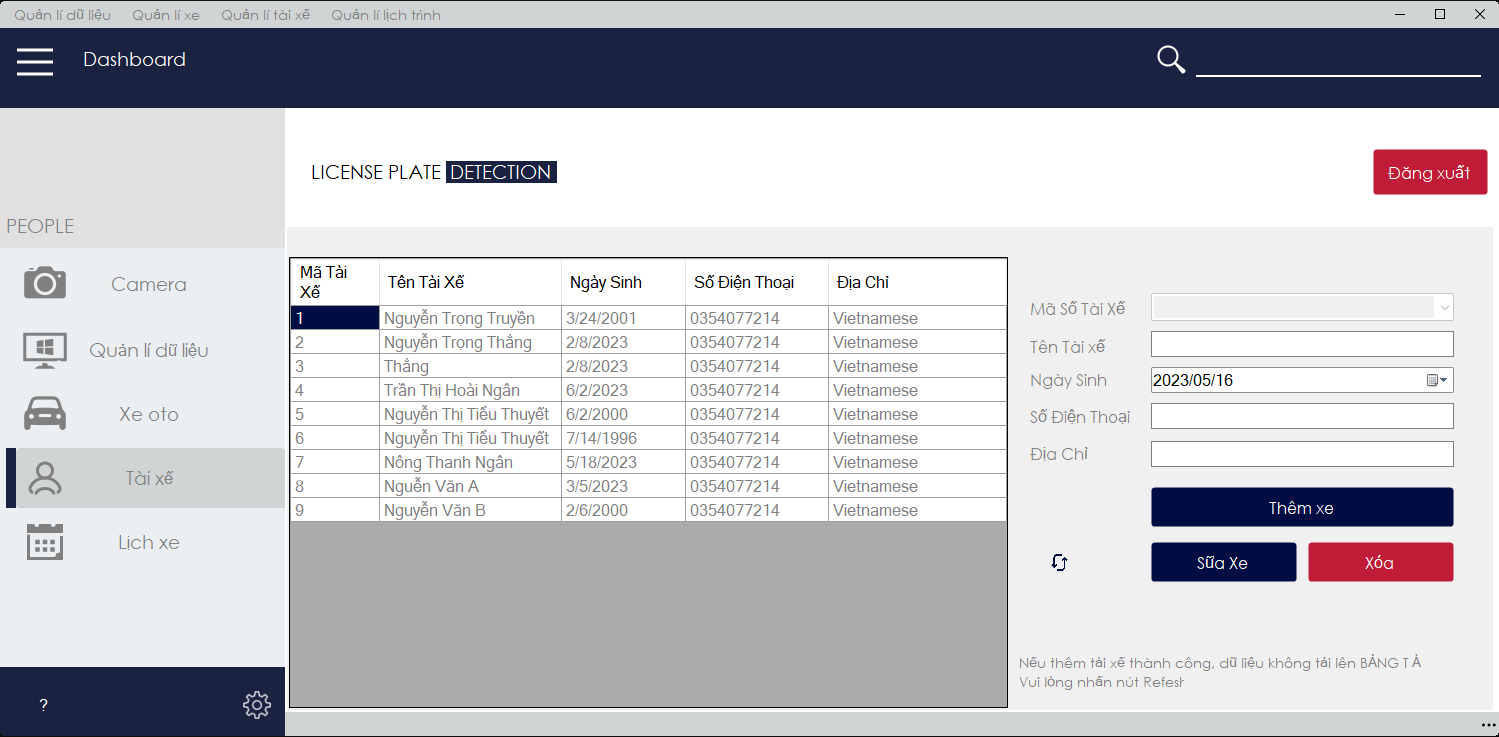 Quản lí dữ liệu Quản lí xe Quản lí tài xế Quản lí lịch trình
Dashboard
LICENSE PLATE DETECTION
Đăng xuất
PEOPLE
Camera
Quản lí dữ liệu
Xe oto
Tài xế
Lịch xe
?
Mã Tài
Xế Tên Tài Xế Ngày Sinh Số Điện Thoại Địa Chỉ
1 Nguyễn Trọng Truyền 3/24/2001 0354077214 Vietnamese
2 Nguyễn Trọng Thắng 2/8/2023 0354077214 Vietnamese
3 Thắng 2/8/2023 0354077214 Vietnamese
4 Trần Thị Hoài Ngân 6/2/2023 0354077214 Vietnamese
5 Nguyễn Thị Tiểu Thuyết 6/2/2000 0354077214 Vietnamese
6 Nguyễn Thị Tiểu Thuyết 7/14/1996 0354077214 Vietnamese
7 Nông Thanh Ngân 5/18/2023 0354077214 Vietnamese
8 Nguễn Văn A 3/5/2023 0354077214 Vietnamese
9 Nguyễn Văn B 2/6/2000 0354077214 Vietnamese
Mã Số Tài Xế
Tên Tài xế
Ngày Sinh 2023/05/16
Số Điện Thoại
Địa Chỉ
Thêm xe
Sữa Xe Xóa
Nếu thêm tài xế thành công, dữ liệu không tải lên BẢNG T À
Vui lòng nhấn nút Refesr